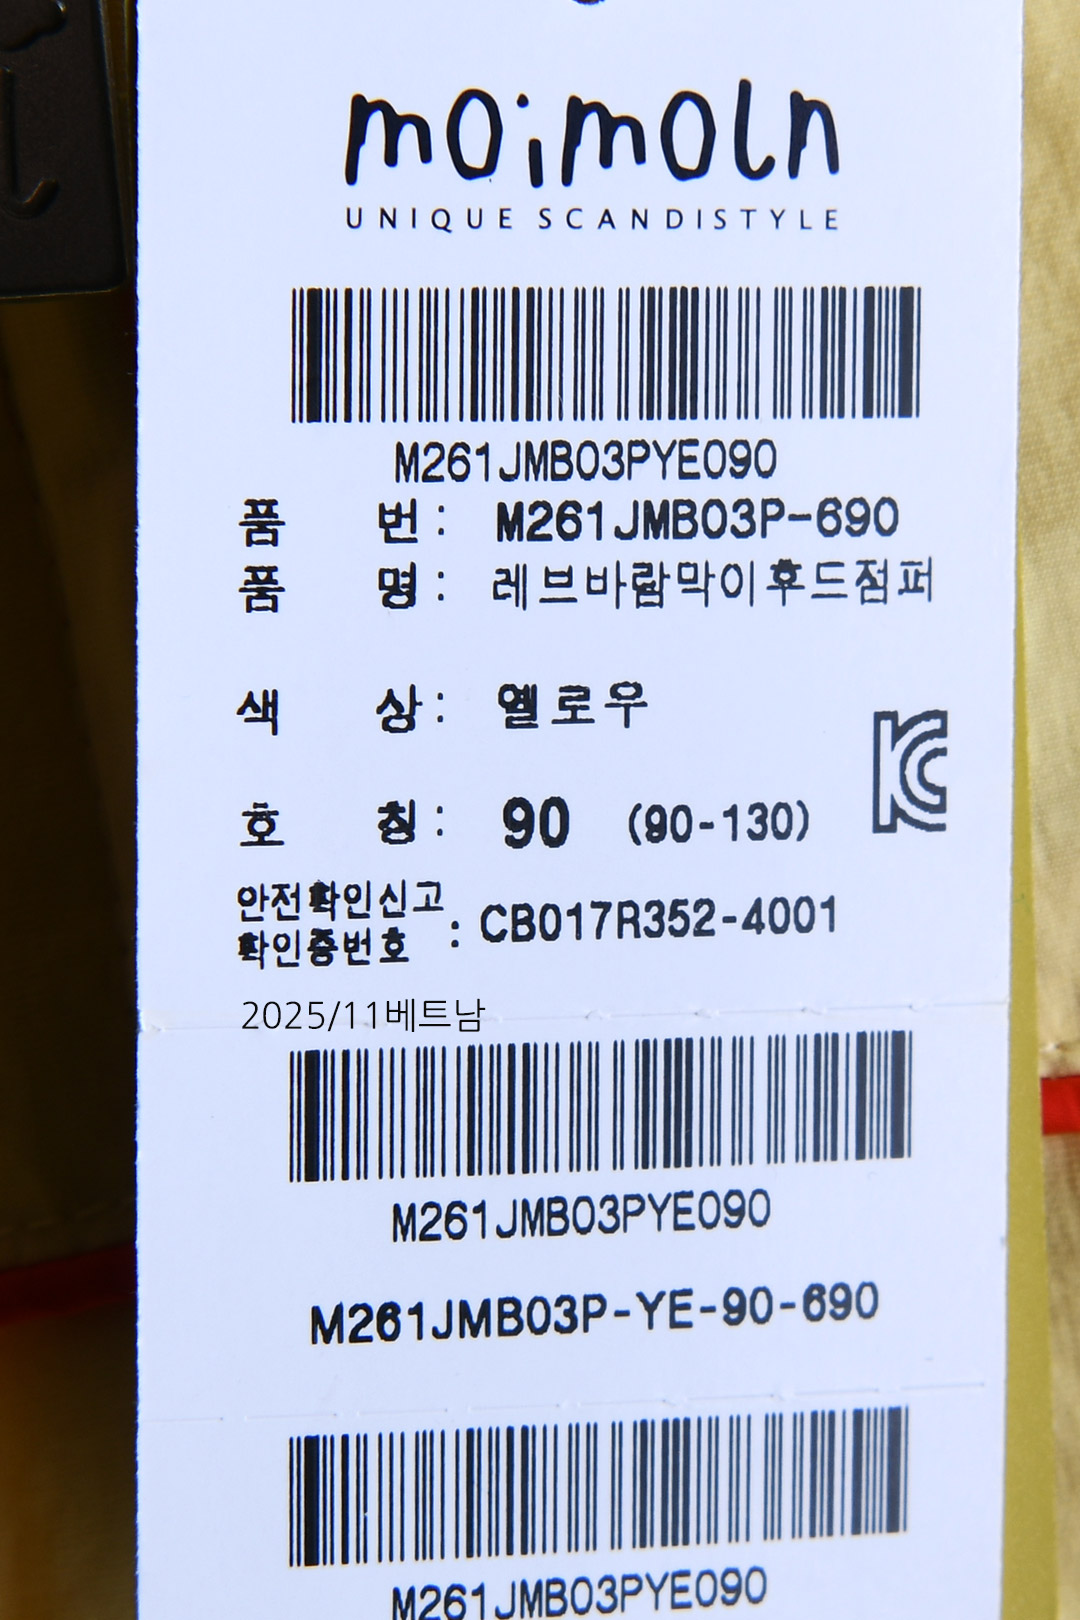 moimoln
UNIQUE SCANDISTYLE
M261JMB03PYE090
품 번 : M261JMB03P-690
품 명 : 레브바람막이후드점퍼
색 상 : 옐로우
호 칭 : 90 (90-130)
안전확인신고
확인증번호 : CB017R352-4001
2025/11베트남
M261JMB03PYE090
M261JMB03P-YE-90-690
M261JMB03PYE090